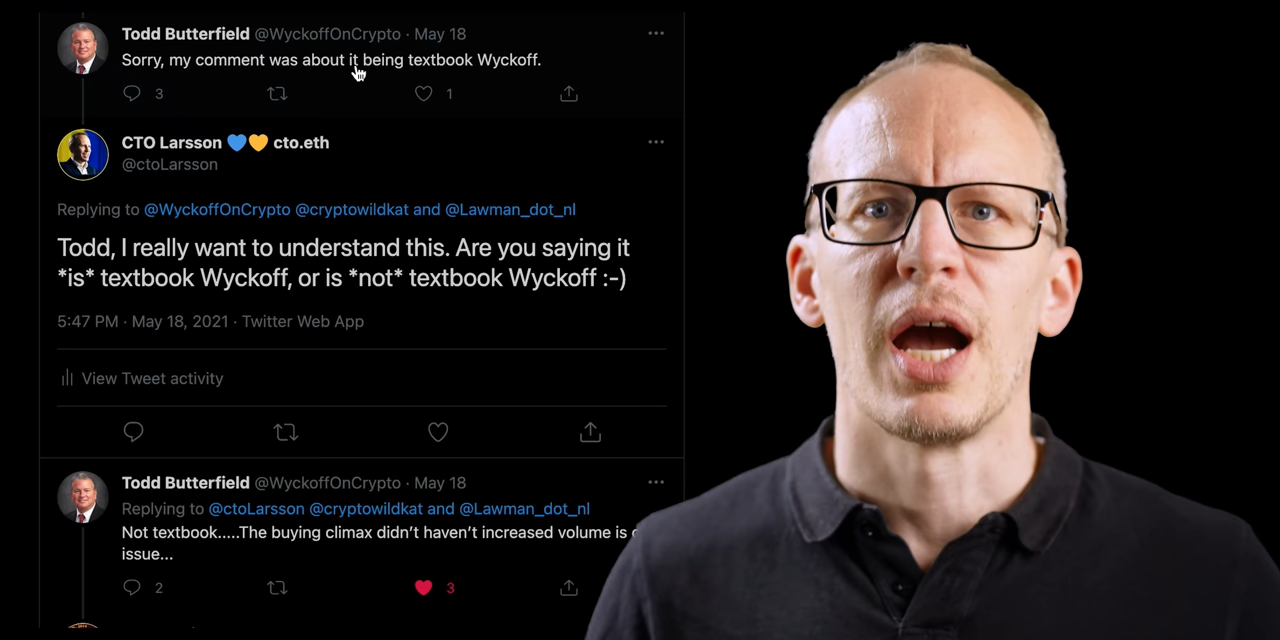 Todd Butterfield @WyckoffOnCrypto · May 18
Sorry, my comment was about it being textbook Wyckoff.
3 1
CTO Larsson 💙💛 cto.eth
@ctoLarsson
Replying to @WyckoffOnCrypto @cryptowildkat and @Lawman_dot_nl
Todd, I really want to understand this. Are you saying it
*is* textbook Wyckoff, or is *not* textbook Wyckoff :-)
5:47 PM · May 18, 2021 · Twitter Web App
View Tweet activity
Todd Butterfield @WyckoffOnCrypto · May 18
Replying to @ctoLarsson @cryptowildkat and @Lawman_dot_nl
Not textbook.....The buying climax didn't haven't increased volume is
issue...
2 3